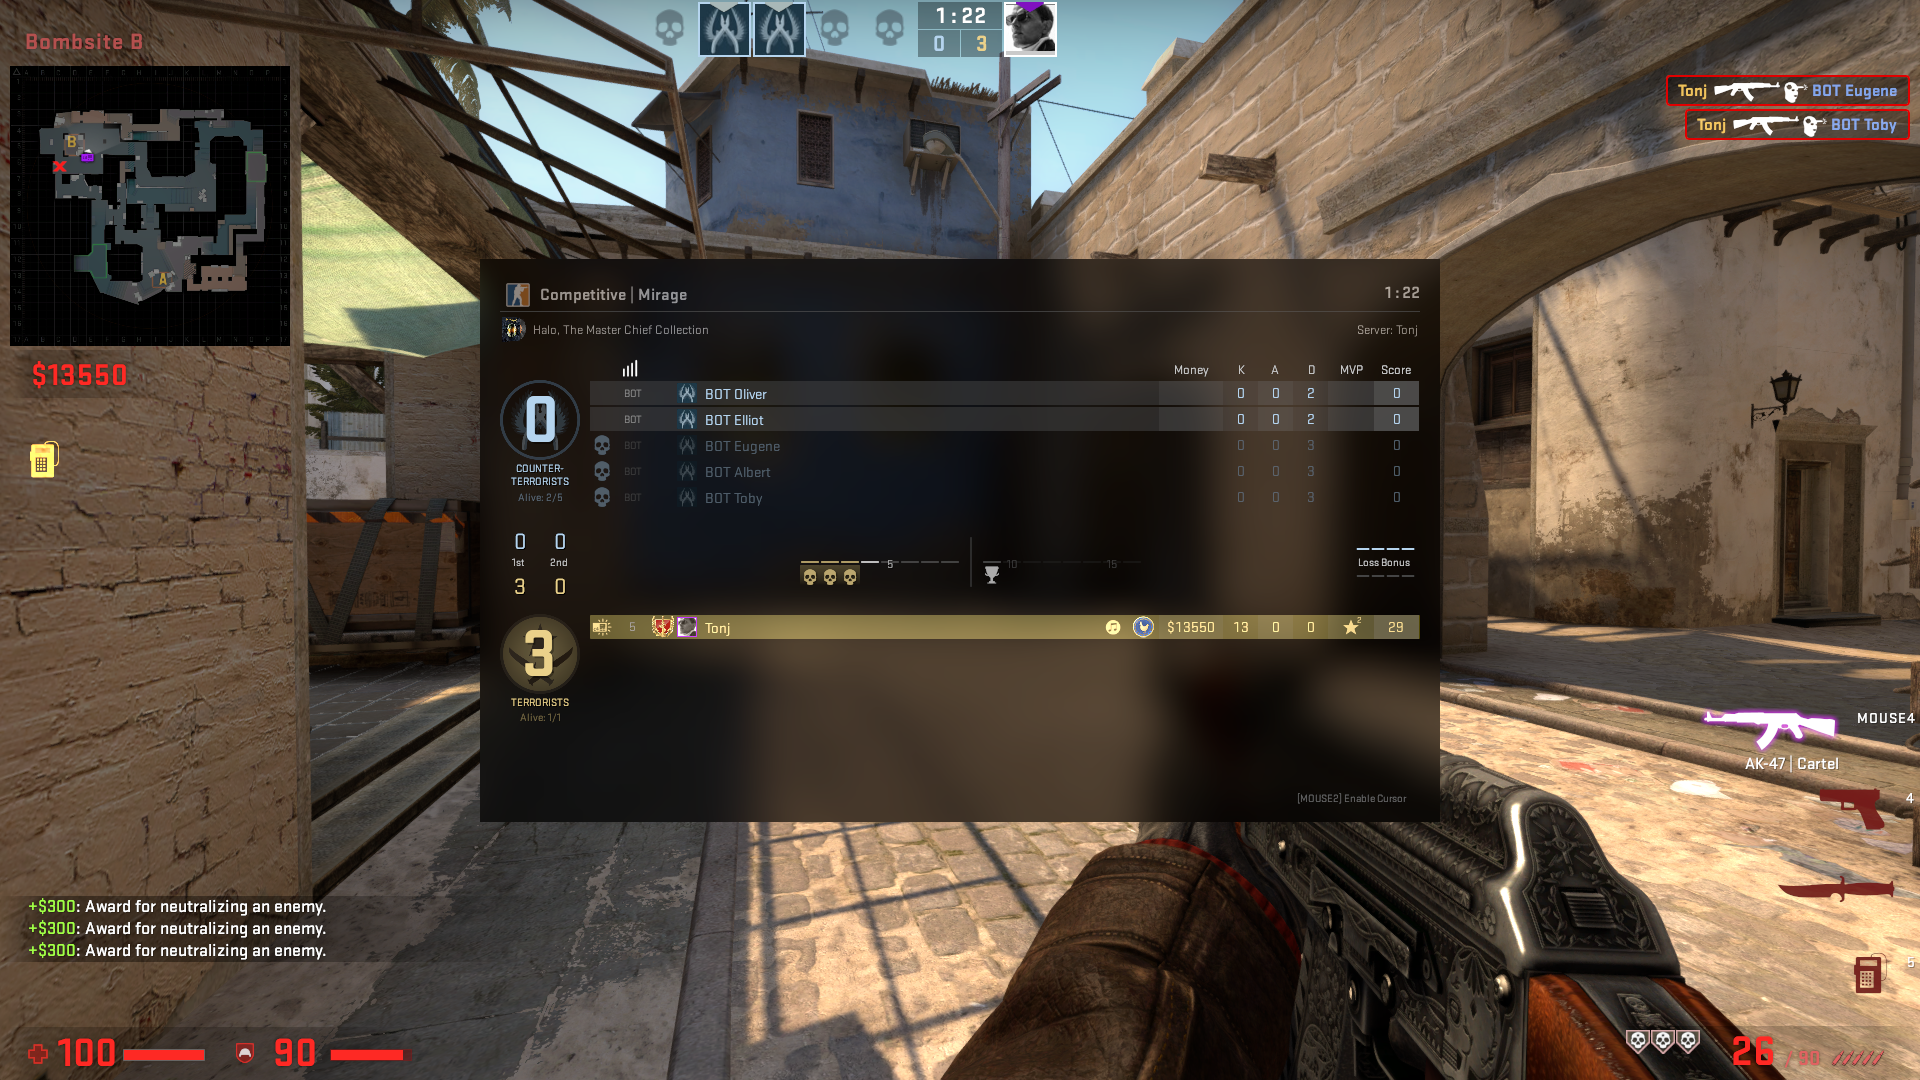 Bombsite B
1:22
0 3
Tonj BOT Eugene
Tonj BOT Toby
B
A
$13550
Competitive | Mirage
1:22
Halo, The Master Chief Collection
Server: Tonj
Money K A D MVP Score
BOT BOT Oliver 0 0 2 0
BOT BOT Elliot 0 0 2 0
BOT BOT Eugene 0 0 3 0
BOT BOT Albert 0 0 3 0
BOT BOT Toby 0 0 3 0
0
COUNTER-
TERRORISTS
Alive: 2/5
0 0
1st 2nd
3 0
5 10 15
Loss Bonus
5 Tonj $13550 13 0 0 2 29
3
TERRORISTS
Alive: 1/1
[MOUSE2] Enable Cursor
MOUSE4
AK-47 | Cartel
4
5
+$300: Award for neutralizing an enemy.
+$300: Award for neutralizing an enemy.
+$300: Award for neutralizing an enemy.
100 90
26 / 90